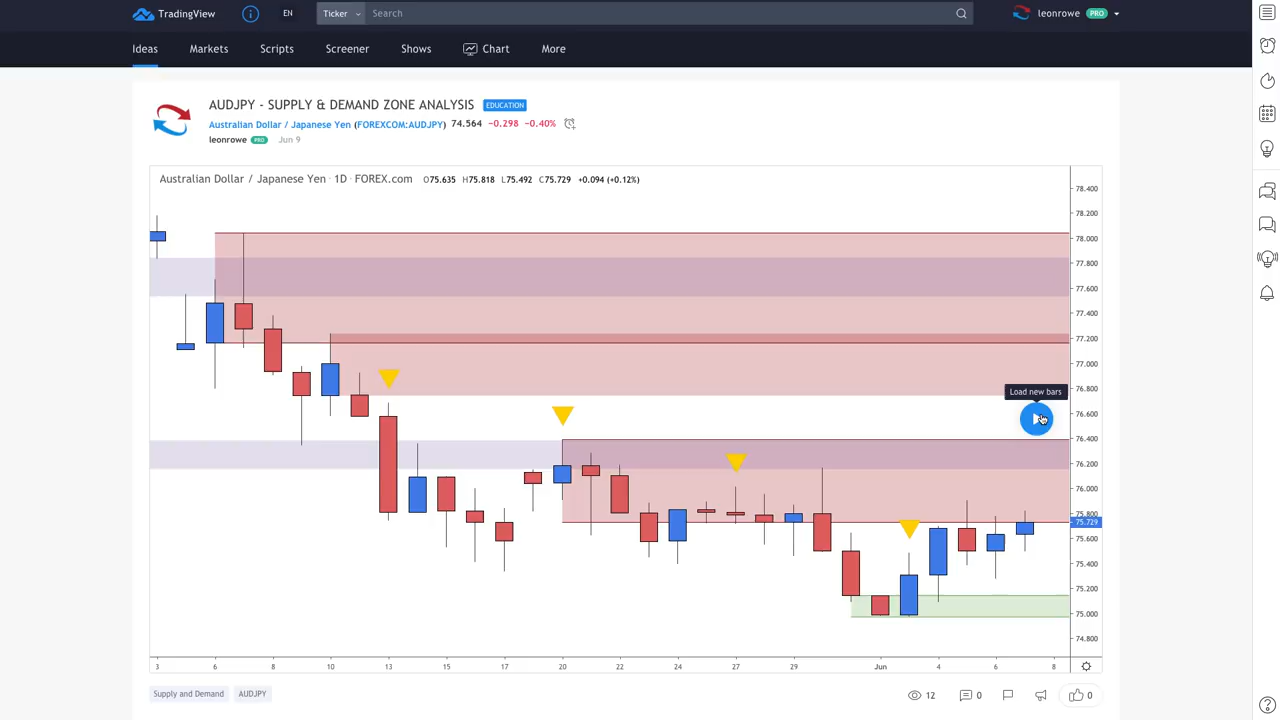 TradingView
EN
Ticker
Search
leonrowe PRO
Ideas
Markets
Scripts
Screener
Shows
Chart
More
AUDJPY - SUPPLY & DEMAND ZONE ANALYSIS EDUCATION
Australian Dollar / Japanese Yen (FOREXCOM:AUDJPY) 74.564 −0.298 −0.40%
leonrowe PRO Jun 9
Australian Dollar / Japanese Yen · 1D · FOREX.com O75.635 H75.818 L75.492 C75.729 +0.094 (+0.12%)
78.400
78.200
78.000
77.800
77.600
77.400
77.200
77.000
76.800
Load new bars
76.600
76.400
76.200
76.000
75.800
75.729
75.600
75.400
75.200
75.000
74.800
3 6 8 10 13 15 17 20 22 24 27 29 Jun 4 6 8
Supply and Demand AUDJPY
12 0 0